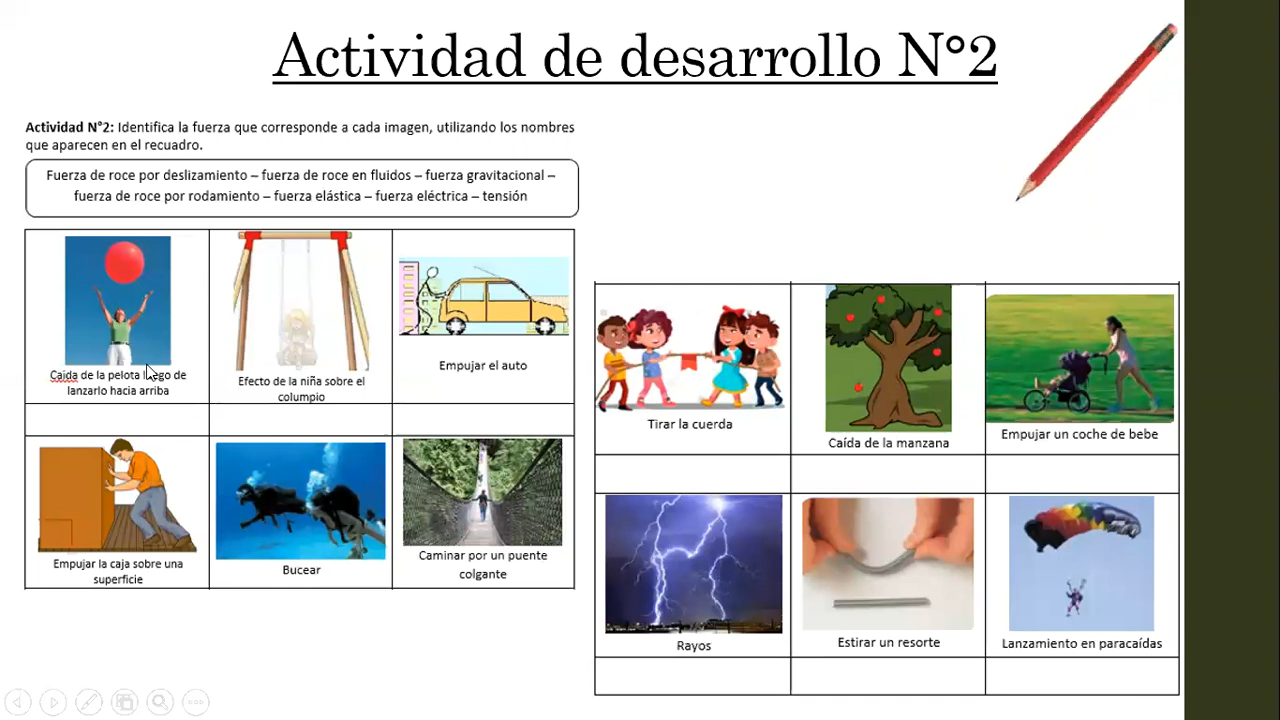 Actividad de desarrollo N°2
Actividad N°2: Identifica la fuerza que corresponde a cada imagen, utilizando los nombres
que aparecen en el recuadro.
Fuerza de roce por deslizamiento – fuerza de roce en fluidos – fuerza gravitacional –
fuerza de roce por rodamiento – fuerza elástica – fuerza eléctrica – tensión
Caida de la pelota luego de
lanzarlo hacia arriba
Efecto de la niña sobre el
columpio
Empujar el auto
Empujar la caja sobre una
superficie
Bucear
Caminar por un puente
colgante
Tirar la cuerda
Caída de la manzana
Empujar un coche de bebe
Rayos
Estirar un resorte
Lanzamiento en paracaídas